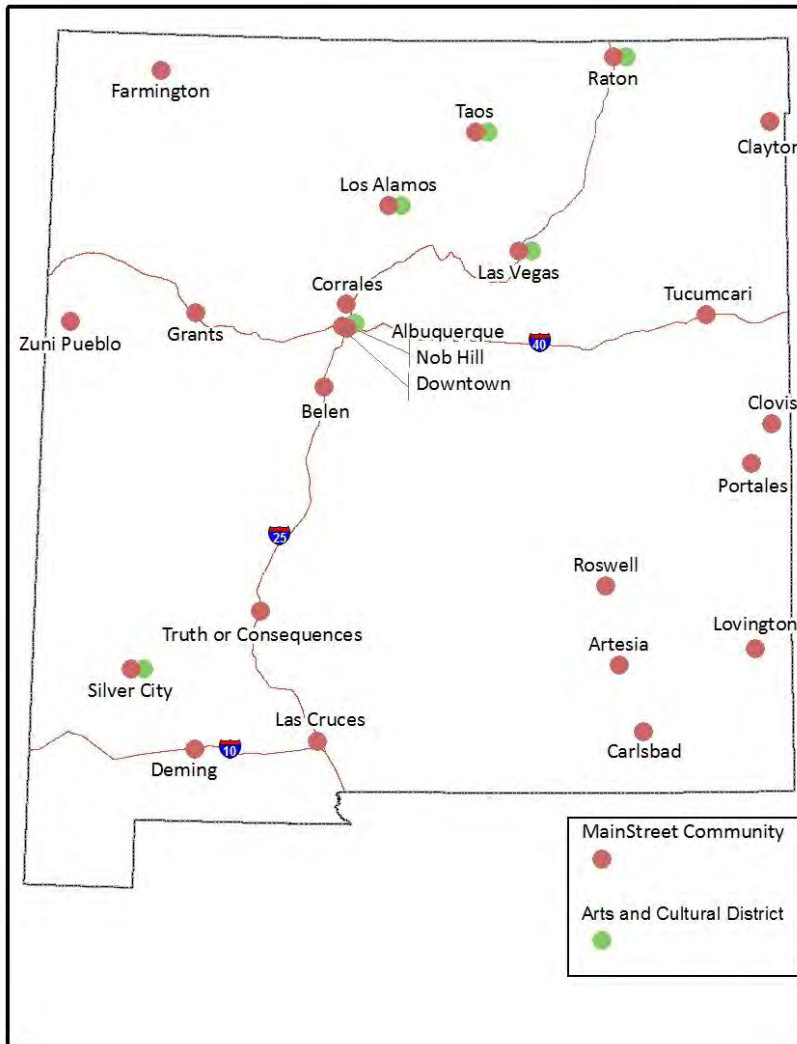 Raton
Farmington
Taos
Clayton
Los Alamos
Las Vegas
Corrales
Tucumcari
Zuni Pueblo
Grants
Albuquerque
Nob Hill
Downtown
40
Belen
Clovis
Portales
25
Roswell
Truth or Consequences
Lovington
Artesia
Silver City
Las Cruces
Deming
10
Carlsbad
MainStreet Community
Arts and Cultural District